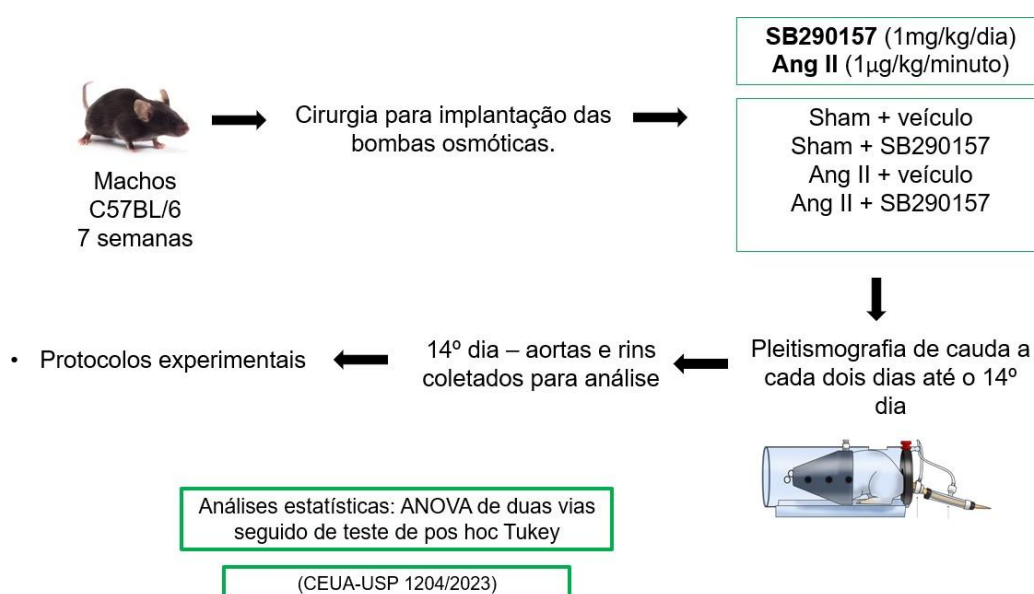 SB290157 (1mg/kg/dia)
Ang II (1µg/kg/minuto)
Cirurgia para implantação das
bombas osmóticas.
Sham + veículo
Sham + SB290157
Ang II + veículo
Ang II + SB290157
Machos
C57BL/6
7 semanas
Pleitismografia de cauda a
cada dois dias até o 14º
dia
14º dia – aortas e rins
coletados para análise
• Protocolos experimentais
Análises estatísticas: ANOVA de duas vias
seguido de teste de pos hoc Tukey
(CEUA-USP 1204/2023)